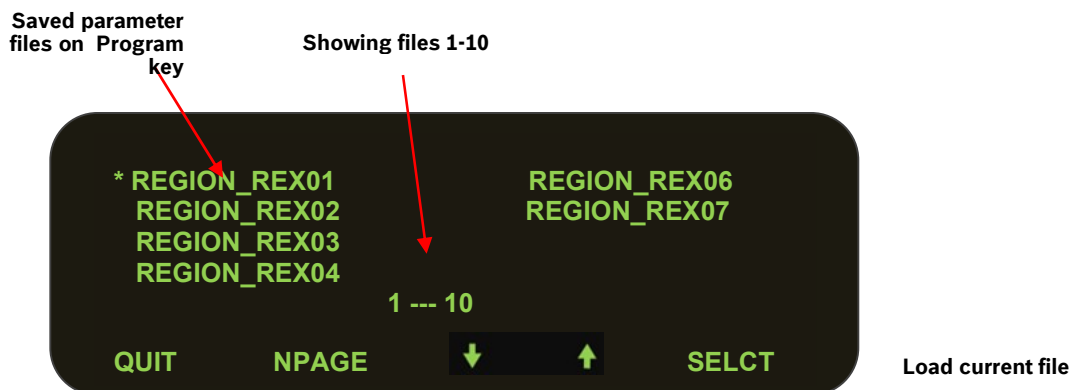 Saved parameter
files on Program
key
Showing files 1-10
* REGION_REX01 REGION_REX06
REGION_REX02 REGION_REX07
REGION_REX03
REGION_REX04
1 --- 10
QUIT NPAGE SELCT
Load current file